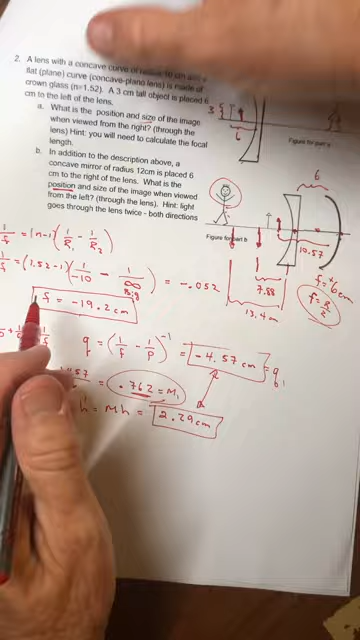 2. A lens with a concave curve of radius 10 cm and a
flat (plane) curve (concave-plano lens) is made of
crown glass (n=1.52). A 3 cm tall object is placed 6
cm to the left of the lens.
a. What is the position and size of the image
when viewed from the right? (through the
lens) Hint: you will need to calculate the focal
length.
b. In addition to the description above, a
concave mirror of radius 12cm is placed 6
cm to the right of the lens. What is the
position and size of the image when viewed
from the left? (through the lens). Hint: light
goes through the lens twice - both directions
3
6
Figure for part a
6
10.57
Figure for part b
7.88
13.4 cm
f = +6 cm
f = R/2
1/f = (n-1)(1/R₁ - 1/R₂)
1/f = (1.52-1)(1/-10 - 1/∞) = -.052
Big
f = -19.2 cm
q = (1/f - 1/p)⁻¹ = -4.57 cm = q₁
.762 = M₁
h' = Mh = 2.29 cm